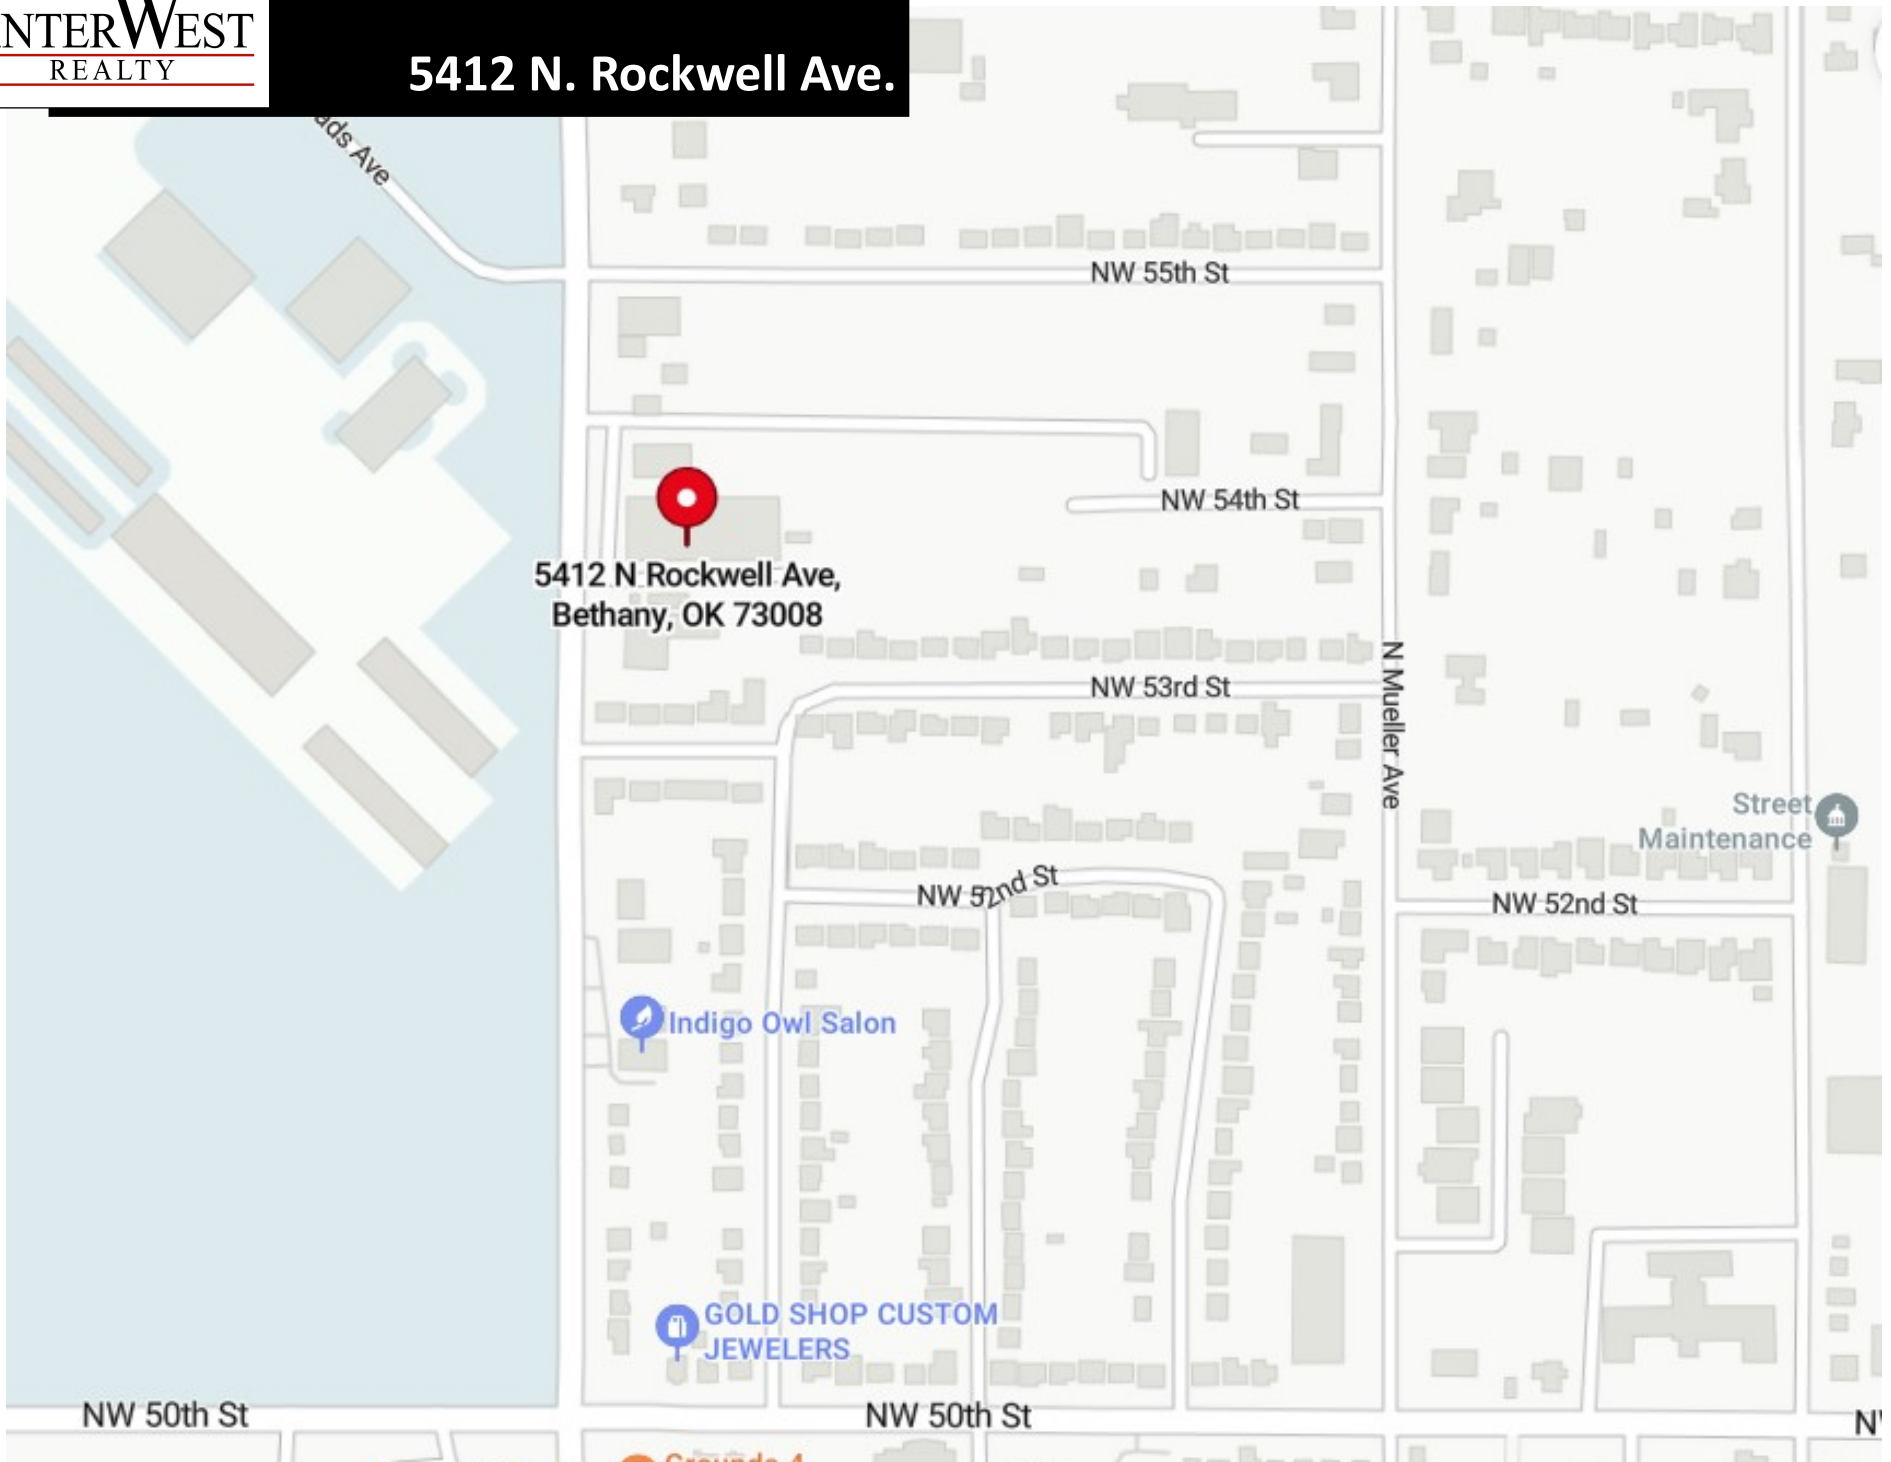 NTERWEST
REALTY
5412 N. Rockwell Ave.
ads Ave
NW 55th St
NW 54th St
5412 N Rockwell Ave,
Bethany, OK 73008
NW 53rd St
N Mueller Ave
Street
Maintenance
NW 52nd St
NW 52nd St
Indigo Owl Salon
GOLD SHOP CUSTOM
JEWELERS
NW 50th St
NW 50th St